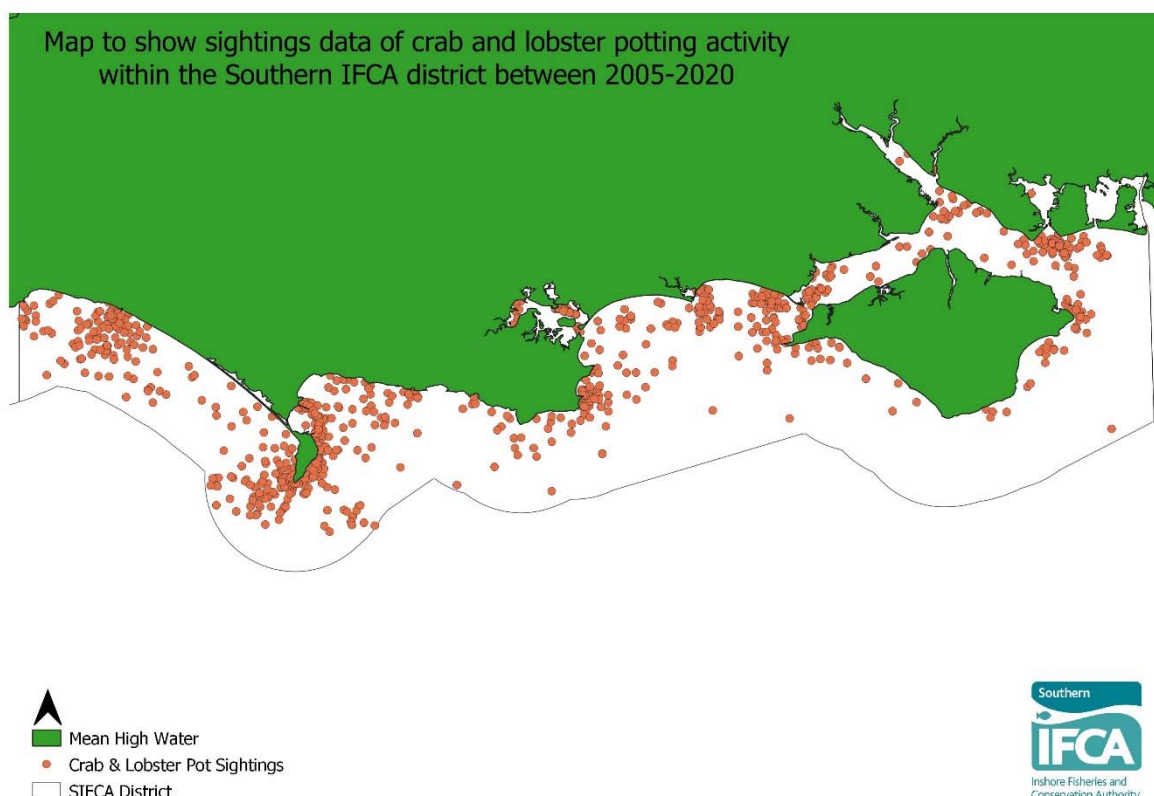 Map to show sightings data of crab and lobster potting activity
within the Southern IFCA district between 2005-2020
Mean High Water
Crab & Lobster Pot Sightings
SIFCA District
Southern
IFCA
Inshore Fisheries and
Conservation Authority